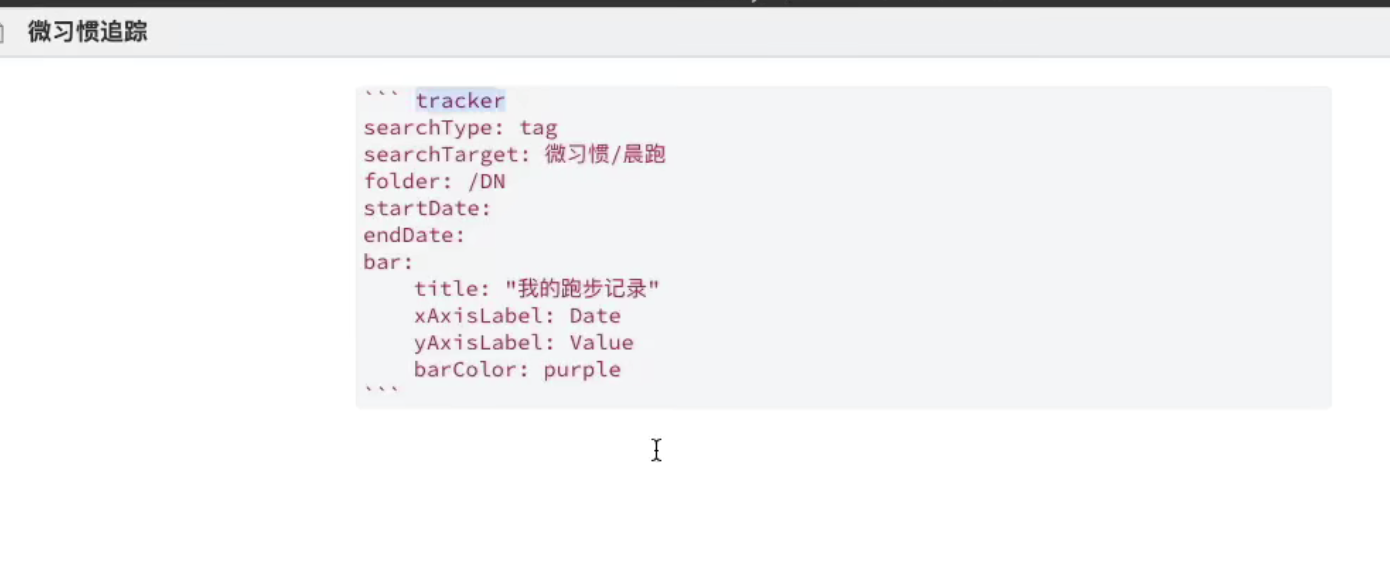 微习惯追踪
``` tracker
searchType: tag
searchTarget: 微习惯/晨跑
folder: /DN
startDate:
endDate:
bar:
    title: "我的跑步记录"
    xAxisLabel: Date
    yAxisLabel: Value
    barColor: purple
```